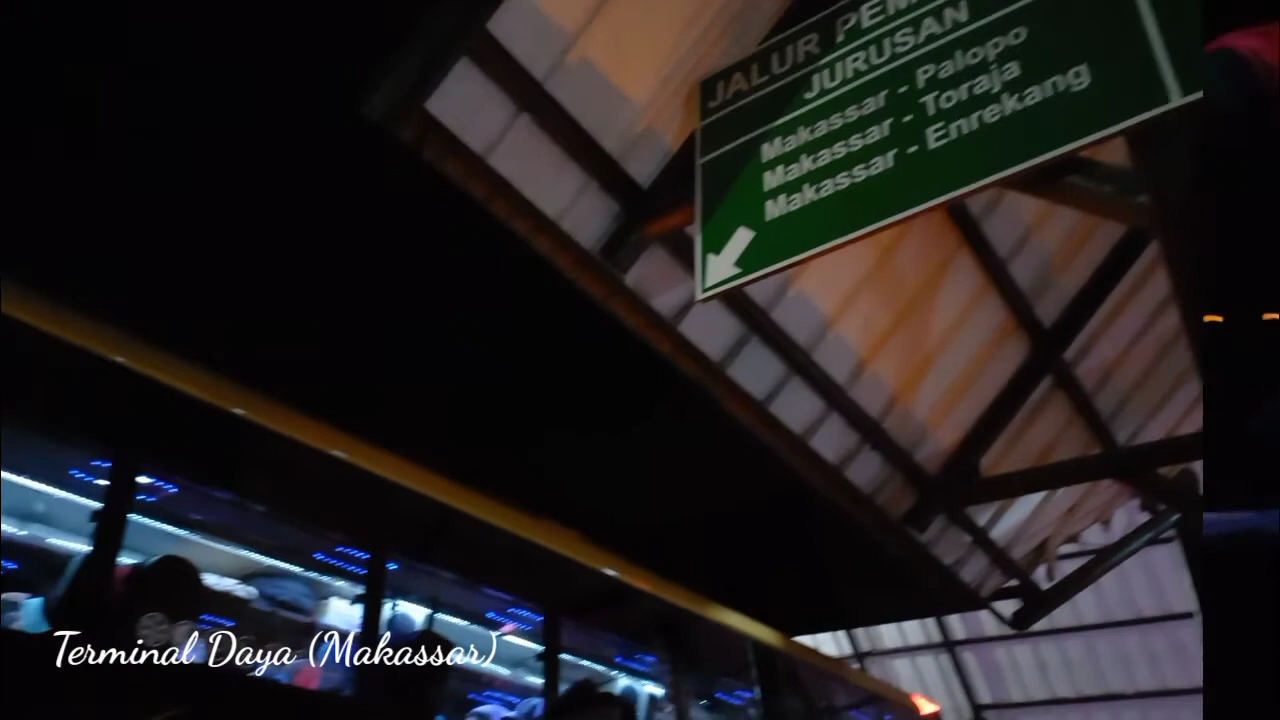 JALUR
JURUSAN
Makassar - Palopo
Makassar - Toraja
Makassar - Enrekang
Terminal Daya (Makassar)